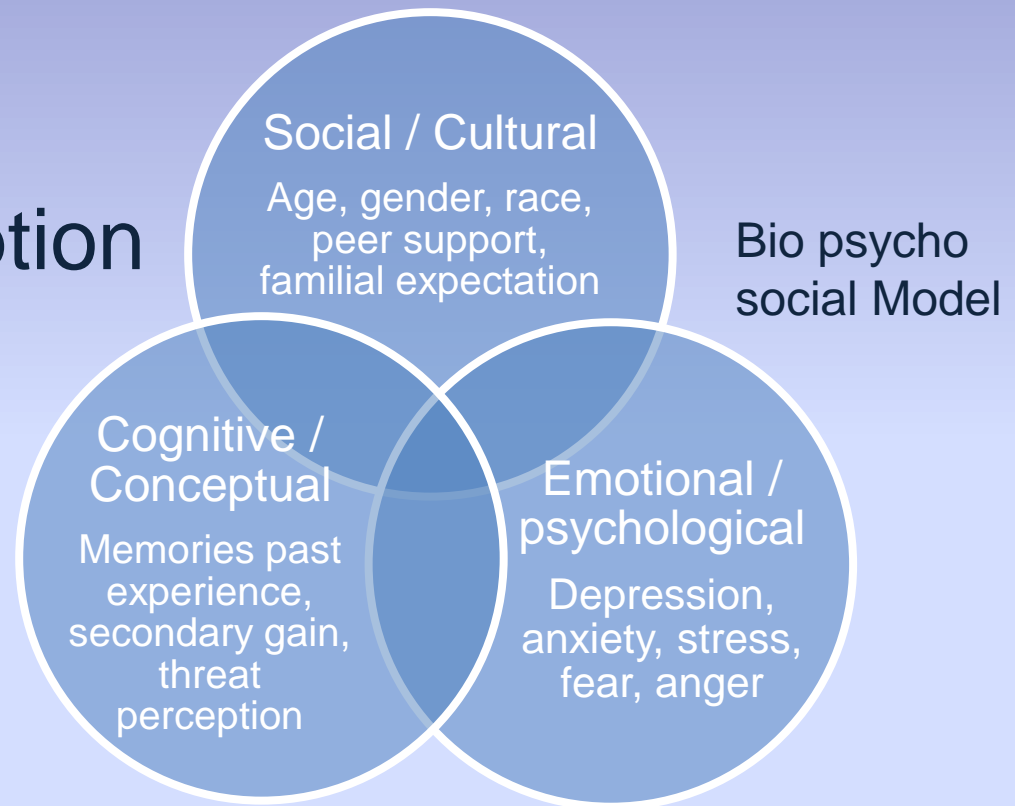 Social / Cultural
Age, gender, race,
peer support,
familial expectation
Bio psycho
social Model
Cognitive /
Conceptual
Memories past
experience,
secondary gain,
threat
perception
Emotional /
psychological
Depression,
anxiety, stress,
fear, anger